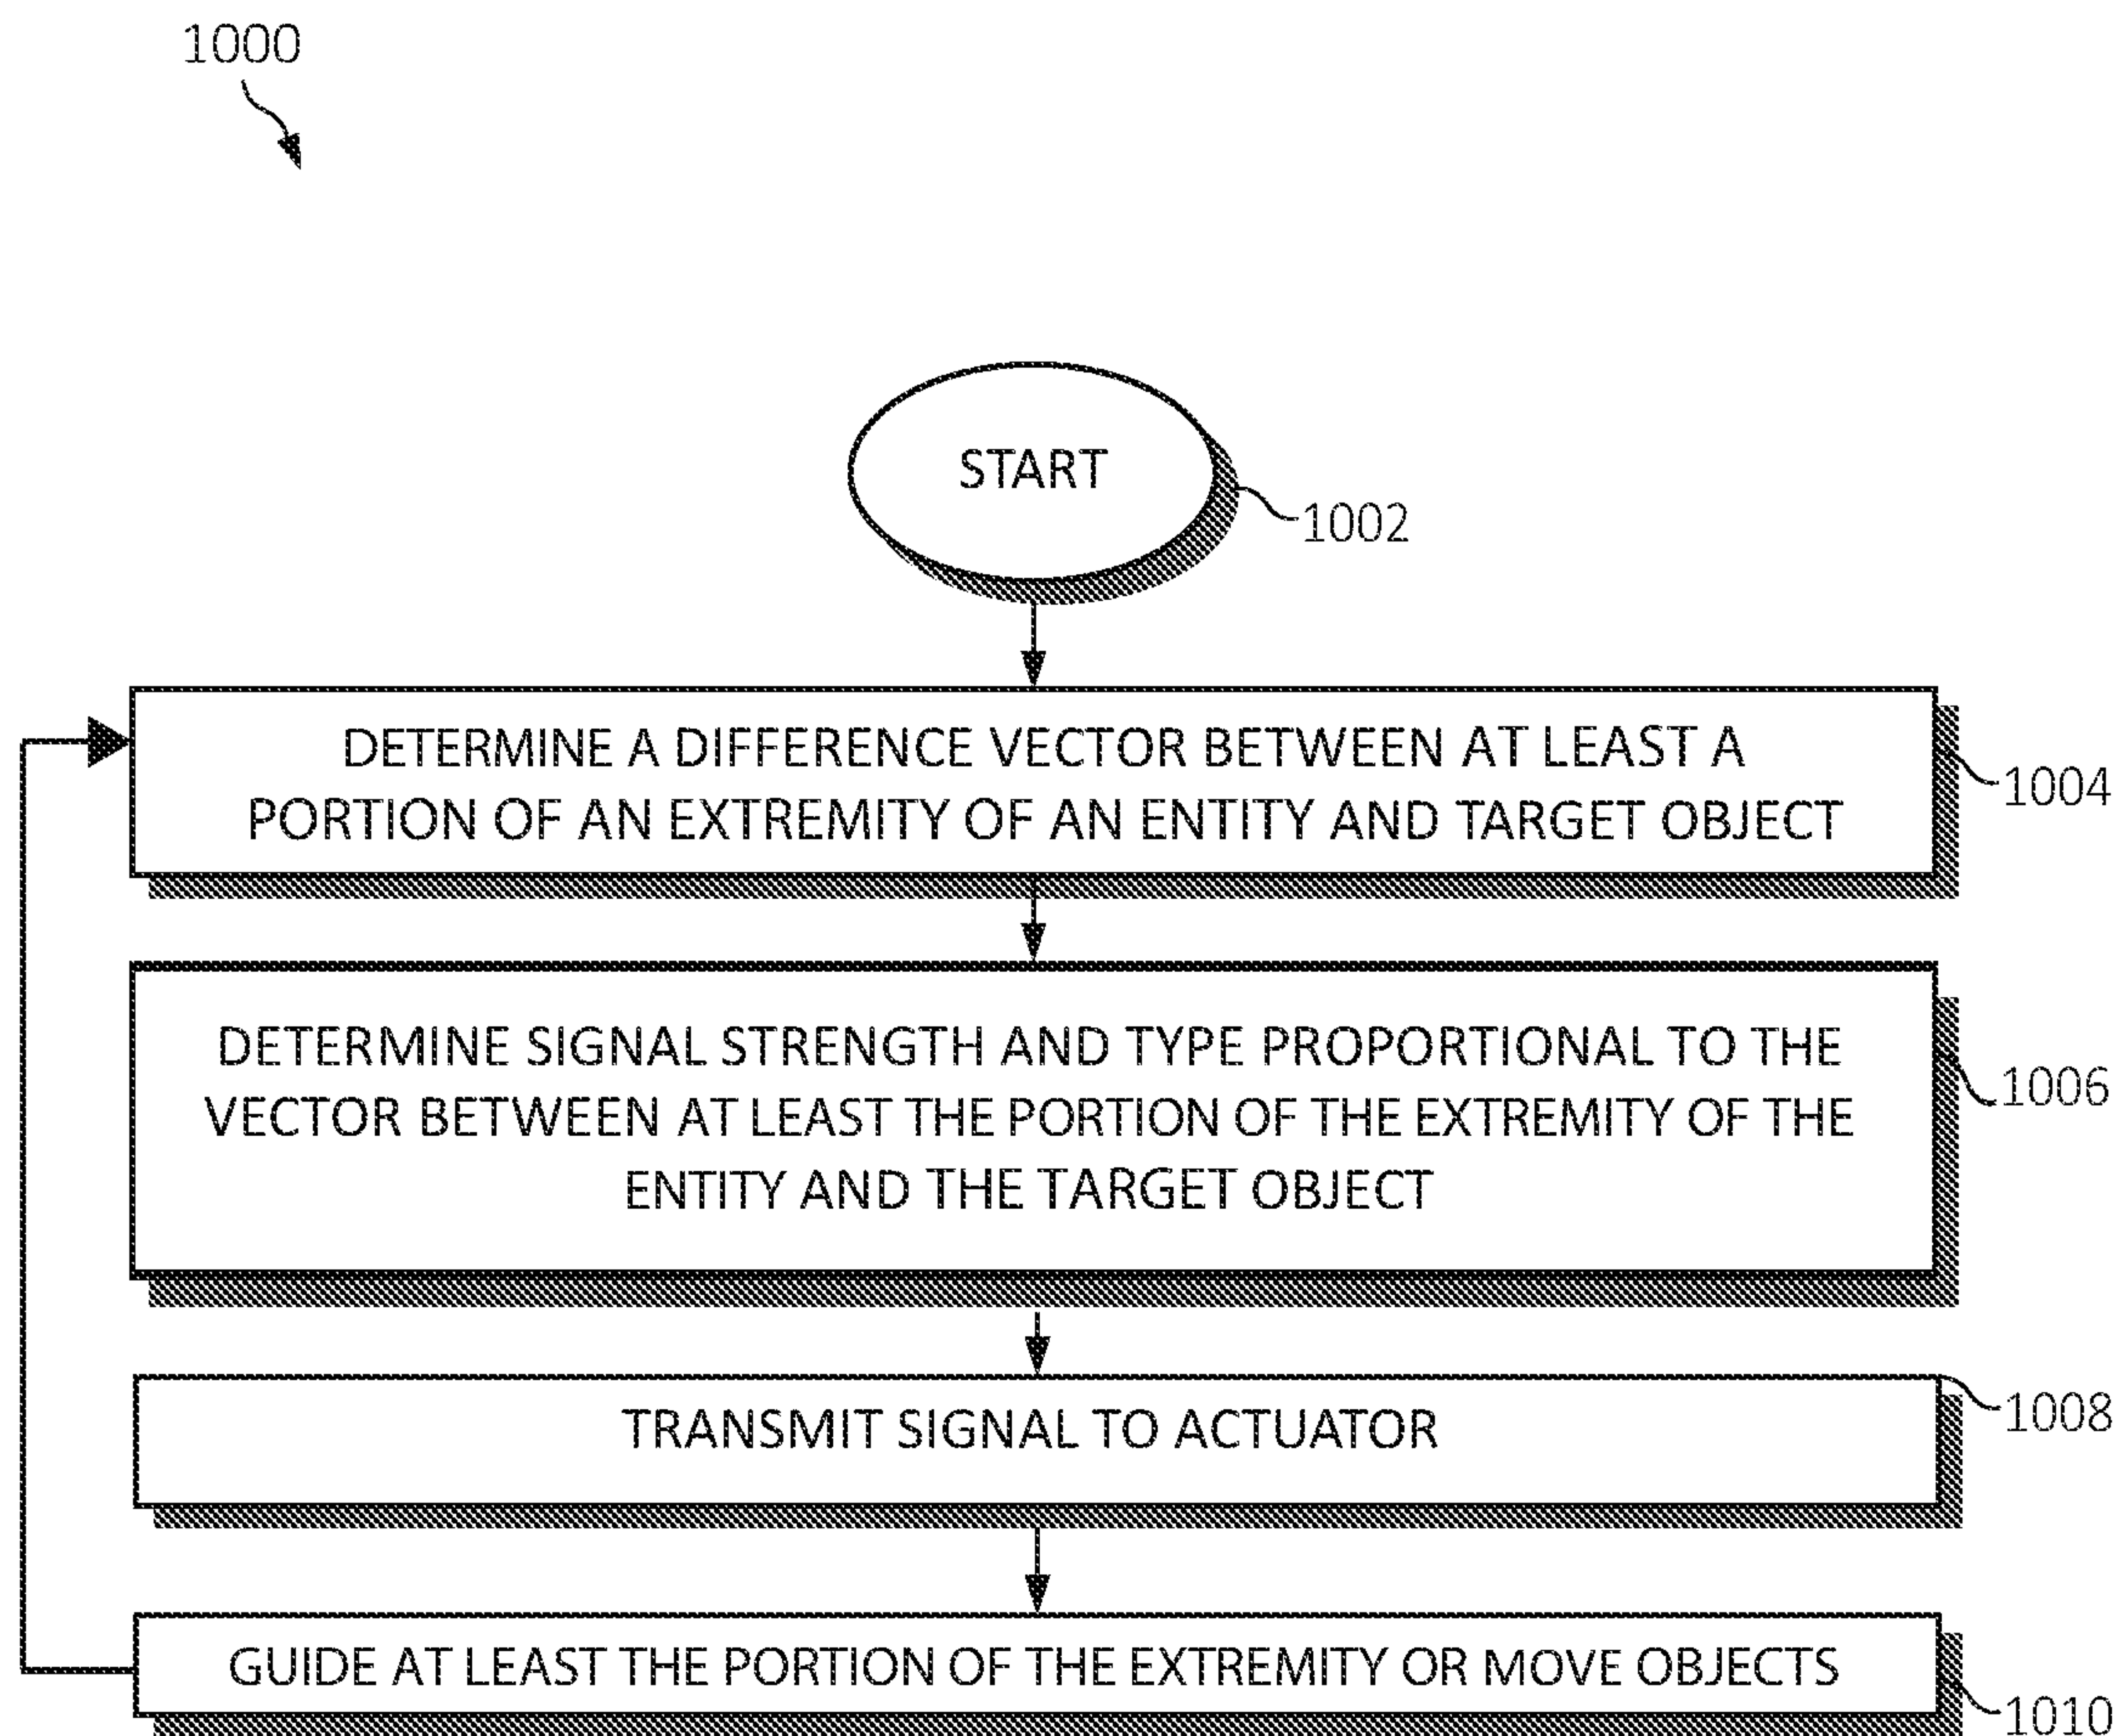 1000
START
1002
DETERMINE A DIFFERENCE VECTOR BETWEEN AT LEAST A
PORTION OF AN EXTREMITY OF AN ENTITY AND TARGET OBJECT
1004
DETERMINE SIGNAL STRENGTH AND TYPE PROPORTIONAL TO THE
VECTOR BETWEEN AT LEAST THE PORTION OF THE EXTREMITY OF THE
ENTITY AND THE TARGET OBJECT
1006
TRANSMIT SIGNAL TO ACTUATOR
1008
GUIDE AT LEAST THE PORTION OF THE EXTREMITY OR MOVE OBJECTS
1010